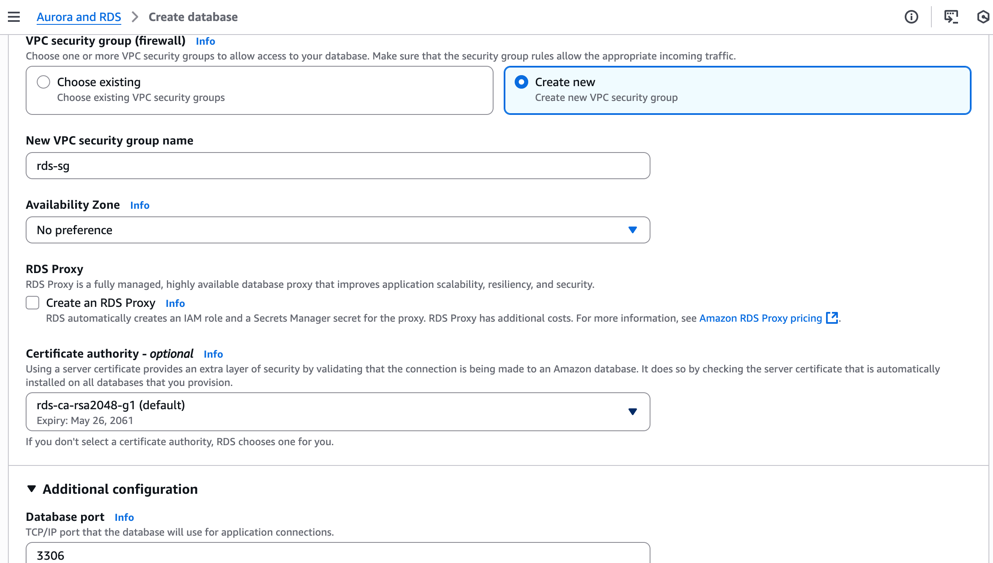 Aurora and RDS > Create database
VPC security group (firewall) Info
Choose one or more VPC security groups to allow access to your database. Make sure that the security group rules allow the appropriate incoming traffic.
Choose existing
Choose existing VPC security groups
Create new
Create new VPC security group
New VPC security group name
rds-sg
Availability Zone Info
No preference
RDS Proxy
RDS Proxy is a fully managed, highly available database proxy that improves application scalability, resiliency, and security.
Create an RDS Proxy Info
RDS automatically creates an IAM role and a Secrets Manager secret for the proxy. RDS Proxy has additional costs. For more information, see Amazon RDS Proxy pricing.
Certificate authority - optional Info
Using a server certificate provides an extra layer of security by validating that the connection is being made to an Amazon database. It does so by checking the server certificate that is automatically
installed on all databases that you provision.
rds-ca-rsa2048-g1 (default)
Expiry: May 26, 2061
If you don't select a certificate authority, RDS chooses one for you.
Additional configuration
Database port Info
TCP/IP port that the database will use for application connections.
3306